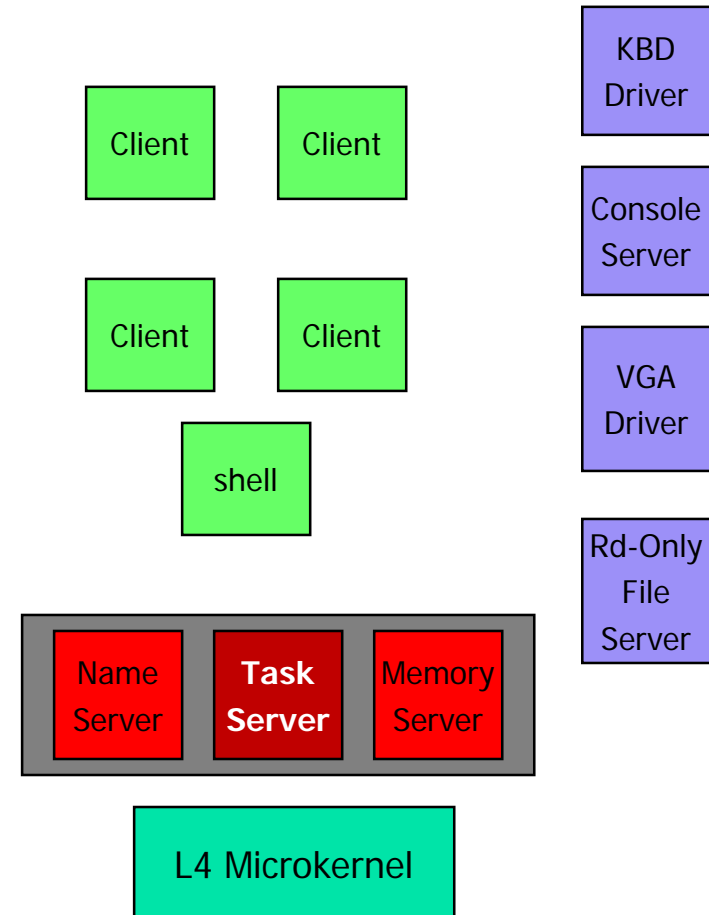 KBD
Driver
Client
Client
Console
Server
Client
Client
VGA
Driver
shell
Rd-Only
File
Server
Name
Server
Task
Server
Memory
Server
L4 Microkernel